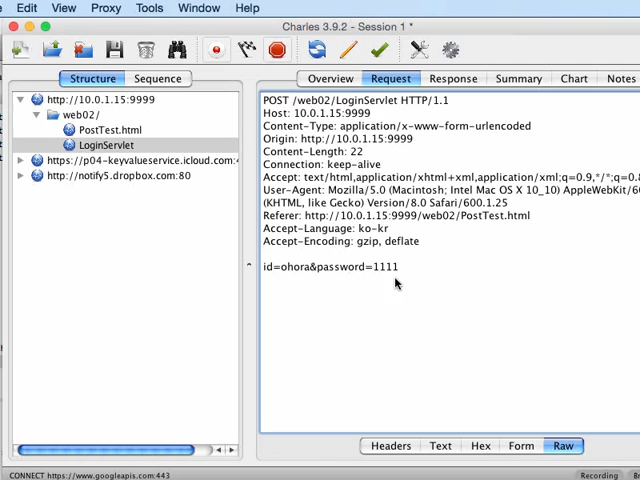 Edit View Proxy Tools Window Help
Charles 3.9.2 - Session 1 *
Structure Sequence
Overview Request Response Summary Chart Notes
http://10.0.1.15:9999
web02/
PostTest.html
LoginServlet
https://p04-keyvalueservice.icloud.com:4
http://notify5.dropbox.com:80
POST /web02/LoginServlet HTTP/1.1
Host: 10.0.1.15:9999
Content-Type: application/x-www-form-urlencoded
Origin: http://10.0.1.15:9999
Content-Length: 22
Connection: keep-alive
Accept: text/html,application/xhtml+xml,application/xml;q=0.9,*/*;q=0.8
User-Agent: Mozilla/5.0 (Macintosh; Intel Mac OS X 10_10) AppleWebKit/60
(KHTML, like Gecko) Version/8.0 Safari/600.1.25
Referer: http://10.0.1.15:9999/web02/PostTest.html
Accept-Language: ko-kr
Accept-Encoding: gzip, deflate
id=ohora&password=1111
Headers Text Hex Form Raw
CONNECT https://www.googleapis.com:443
Recording